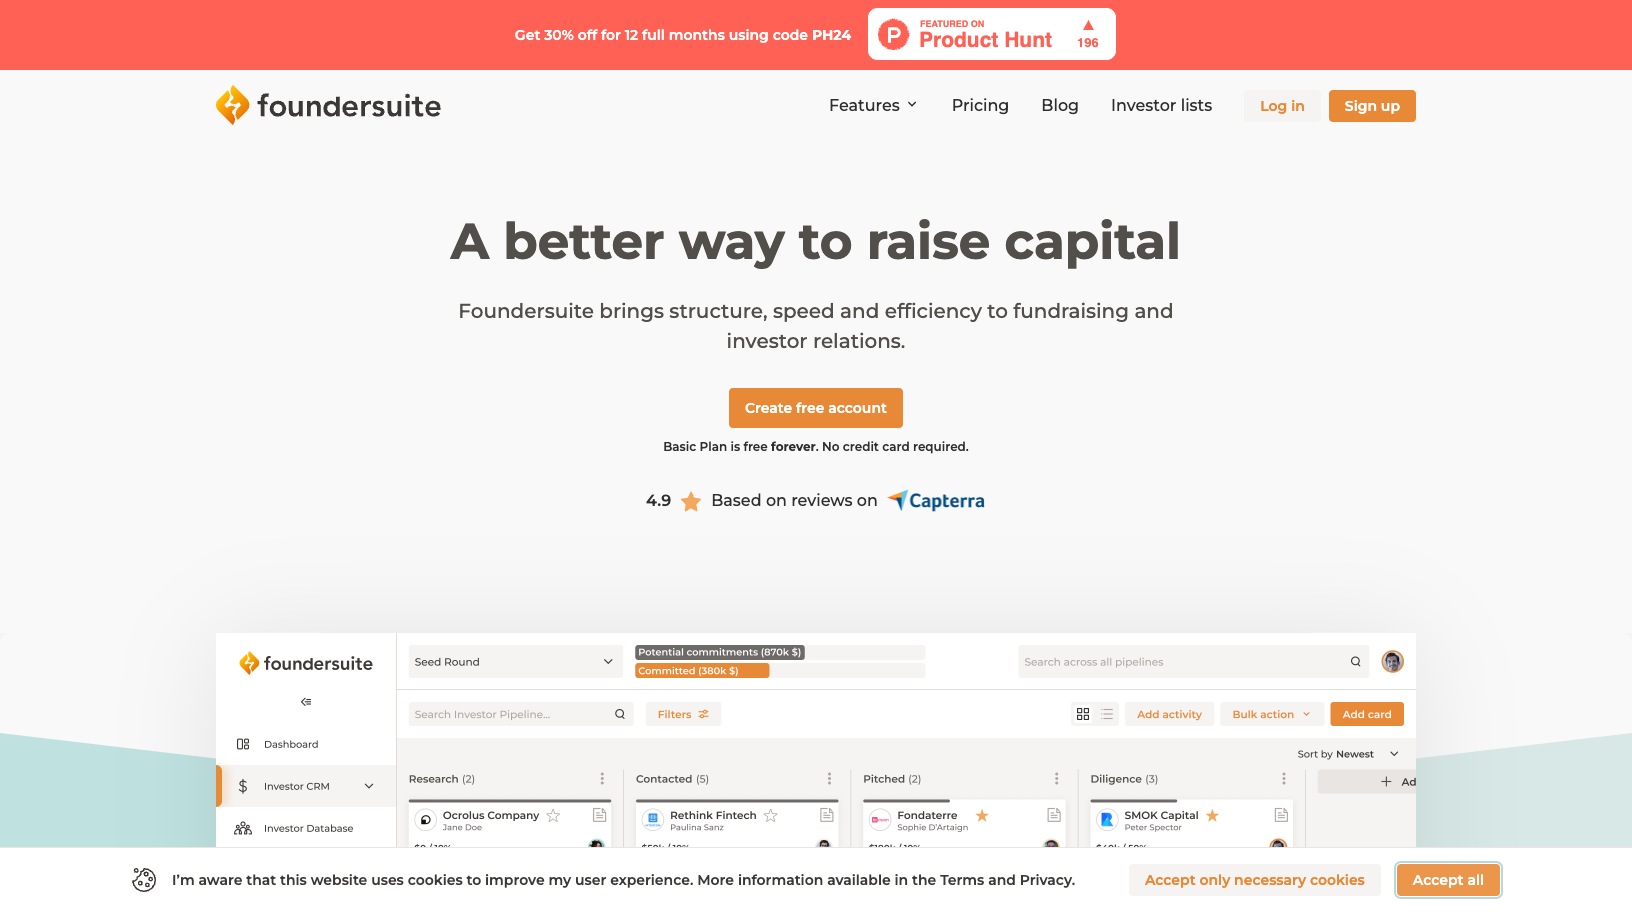 Get 30% off for 12 full months using code PH24
FEATURED ON
Product Hunt
196
foundersuite
Features
Pricing
Blog
Investor lists
Log in
Sign up
A better way to raise capital
Foundersuite brings structure, speed and efficiency to fundraising and
investor relations.
Create free account
Basic Plan is free forever. No credit card required.
4.9
Based on reviews on
Capterra
foundersuite
Seed Round
Potential commitments (870k $)
Committed (380k $)
Search across all pipelines
Search Investor Pipeline...
Filters
Add activity
Bulk action
Add card
Dashboard
Investor CRM
Investor Database
Sort by Newest
Research (2)
Contacted (5)
Pitched (2)
Diligence (3)
Ad
Ocrolus Company
Jane Doe
Rethink Fintech
Paulina Sanz
Fondaterre
Sophie D'Artaign
SMOK Capital
Peter Spector
I'm aware that this website uses cookies to improve my user experience. More information available in the Terms and Privacy.
Accept only necessary cookies
Accept all